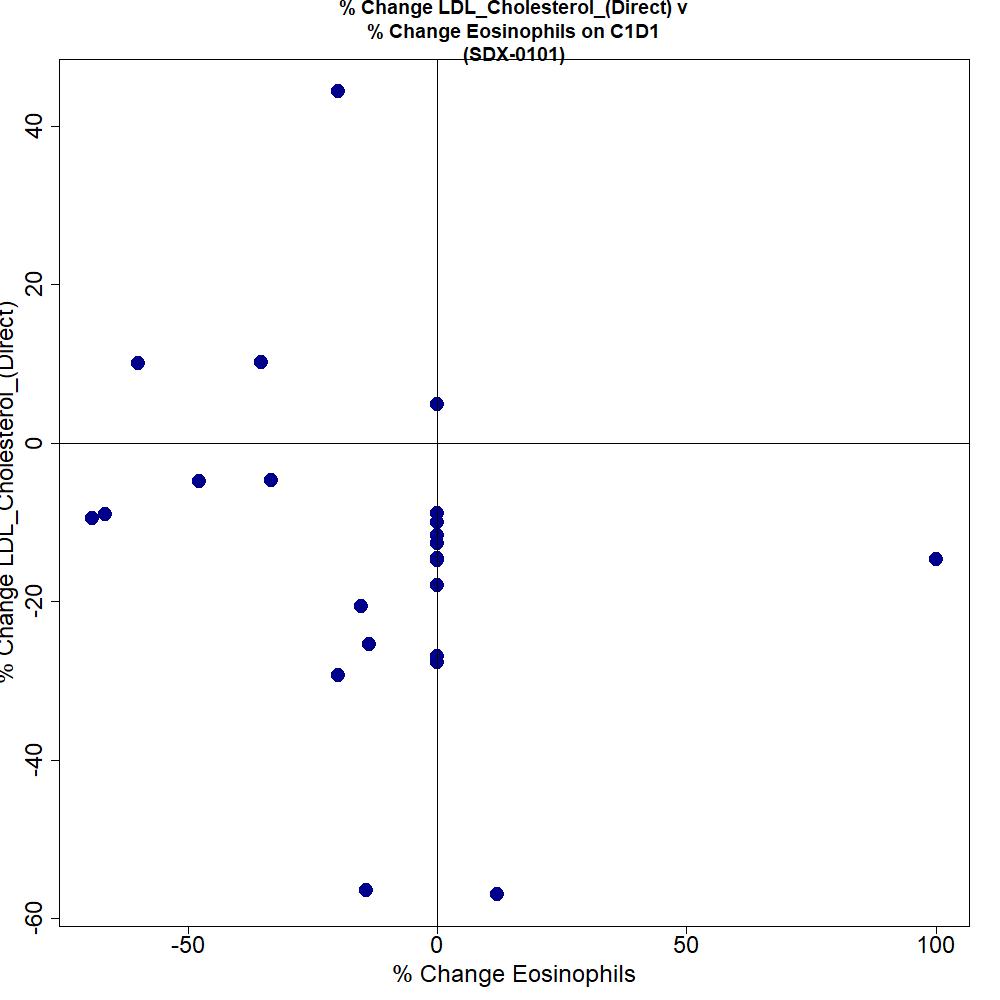 % Change LDL_Cholesterol_(Direct) v
% Change Eosinophils on C1D1
(SDX-0101)
% Change LDL_Cholesterol_(Direct)
40
20
0
-20
-40
-60
-50
0
50
100
% Change Eosinophils